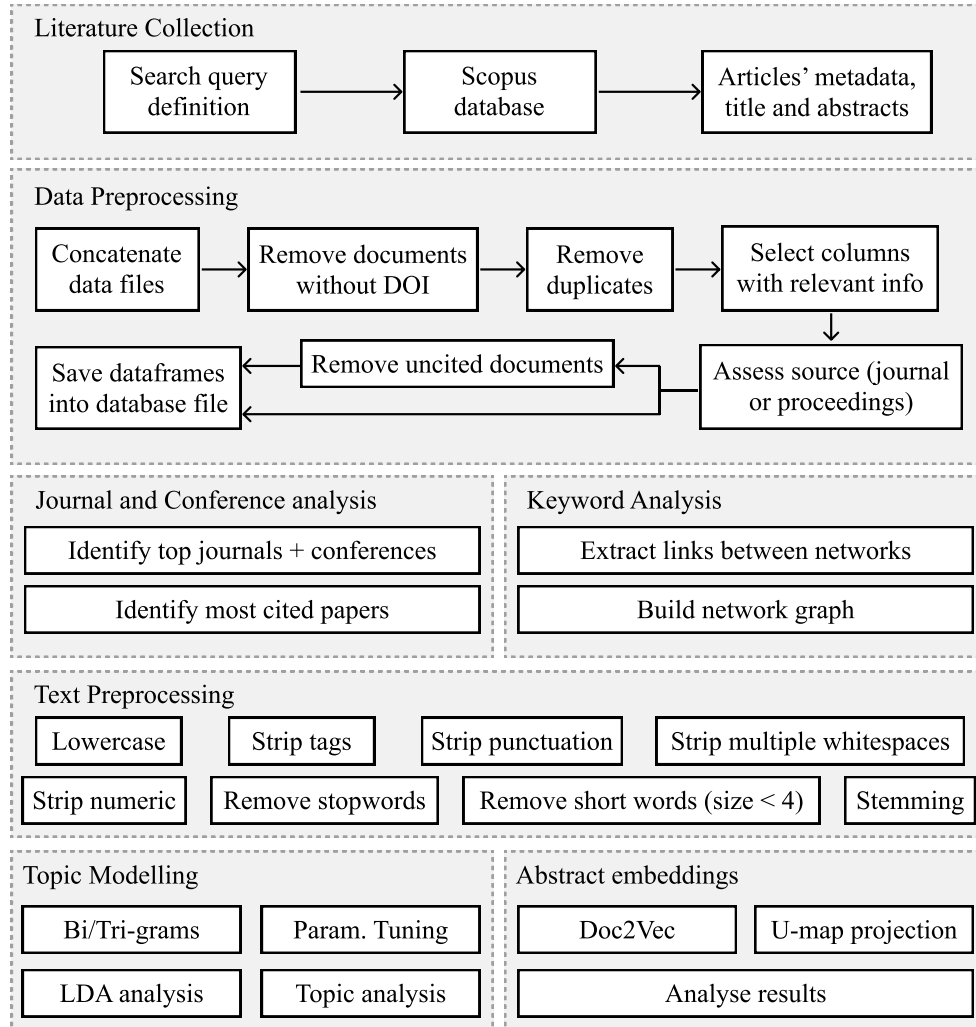 Literature Collection
Search query
definition
Scopus
database
Articles’ metadata,
title and abstracts
Data Preprocessing
Concatenate
data files
Remove documents
without DOI
Remove
duplicates
Select columns
with relevant info
Save dataframes
into database file
Remove uncited documents
Assess source (journal
or proceedings)
Journal and Conference analysis
Identify top journals + conferences
Identify most cited papers
Keyword Analysis
Extract links between networks
Build network graph
Text Preprocessing
Lowercase
Strip tags
Strip punctuation
Strip multiple whitespaces
Strip numeric
Remove stopwords
Remove short words (size < 4)
Stemming
Topic Modelling
Bi/Tri-grams
Param. Tuning
LDA analysis
Topic analysis
Abstract embeddings
Doc2Vec
U-map projection
Analyse results